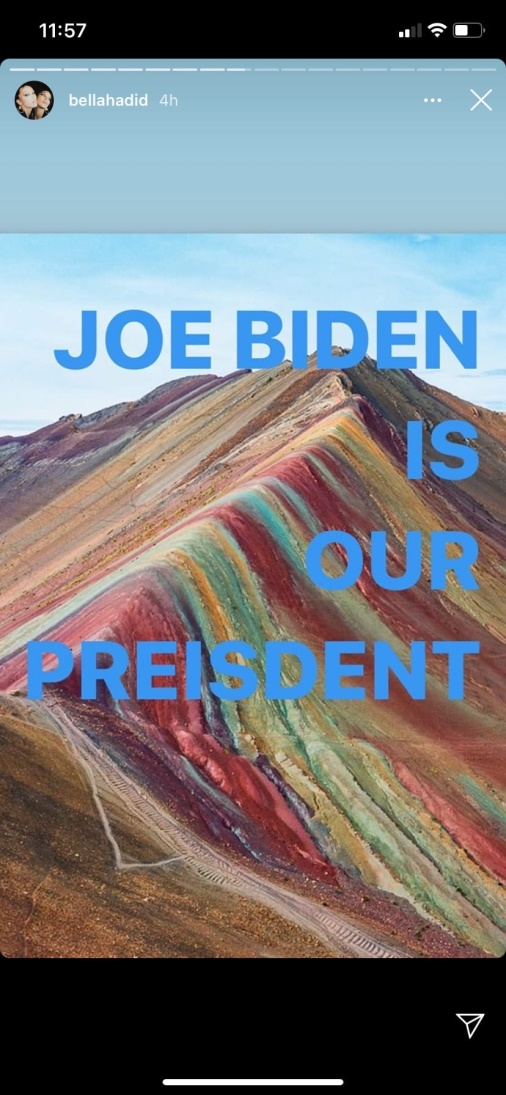 11:57
bellahadid 4h
JOE BIDEN
IS
OUR
PREISDENT